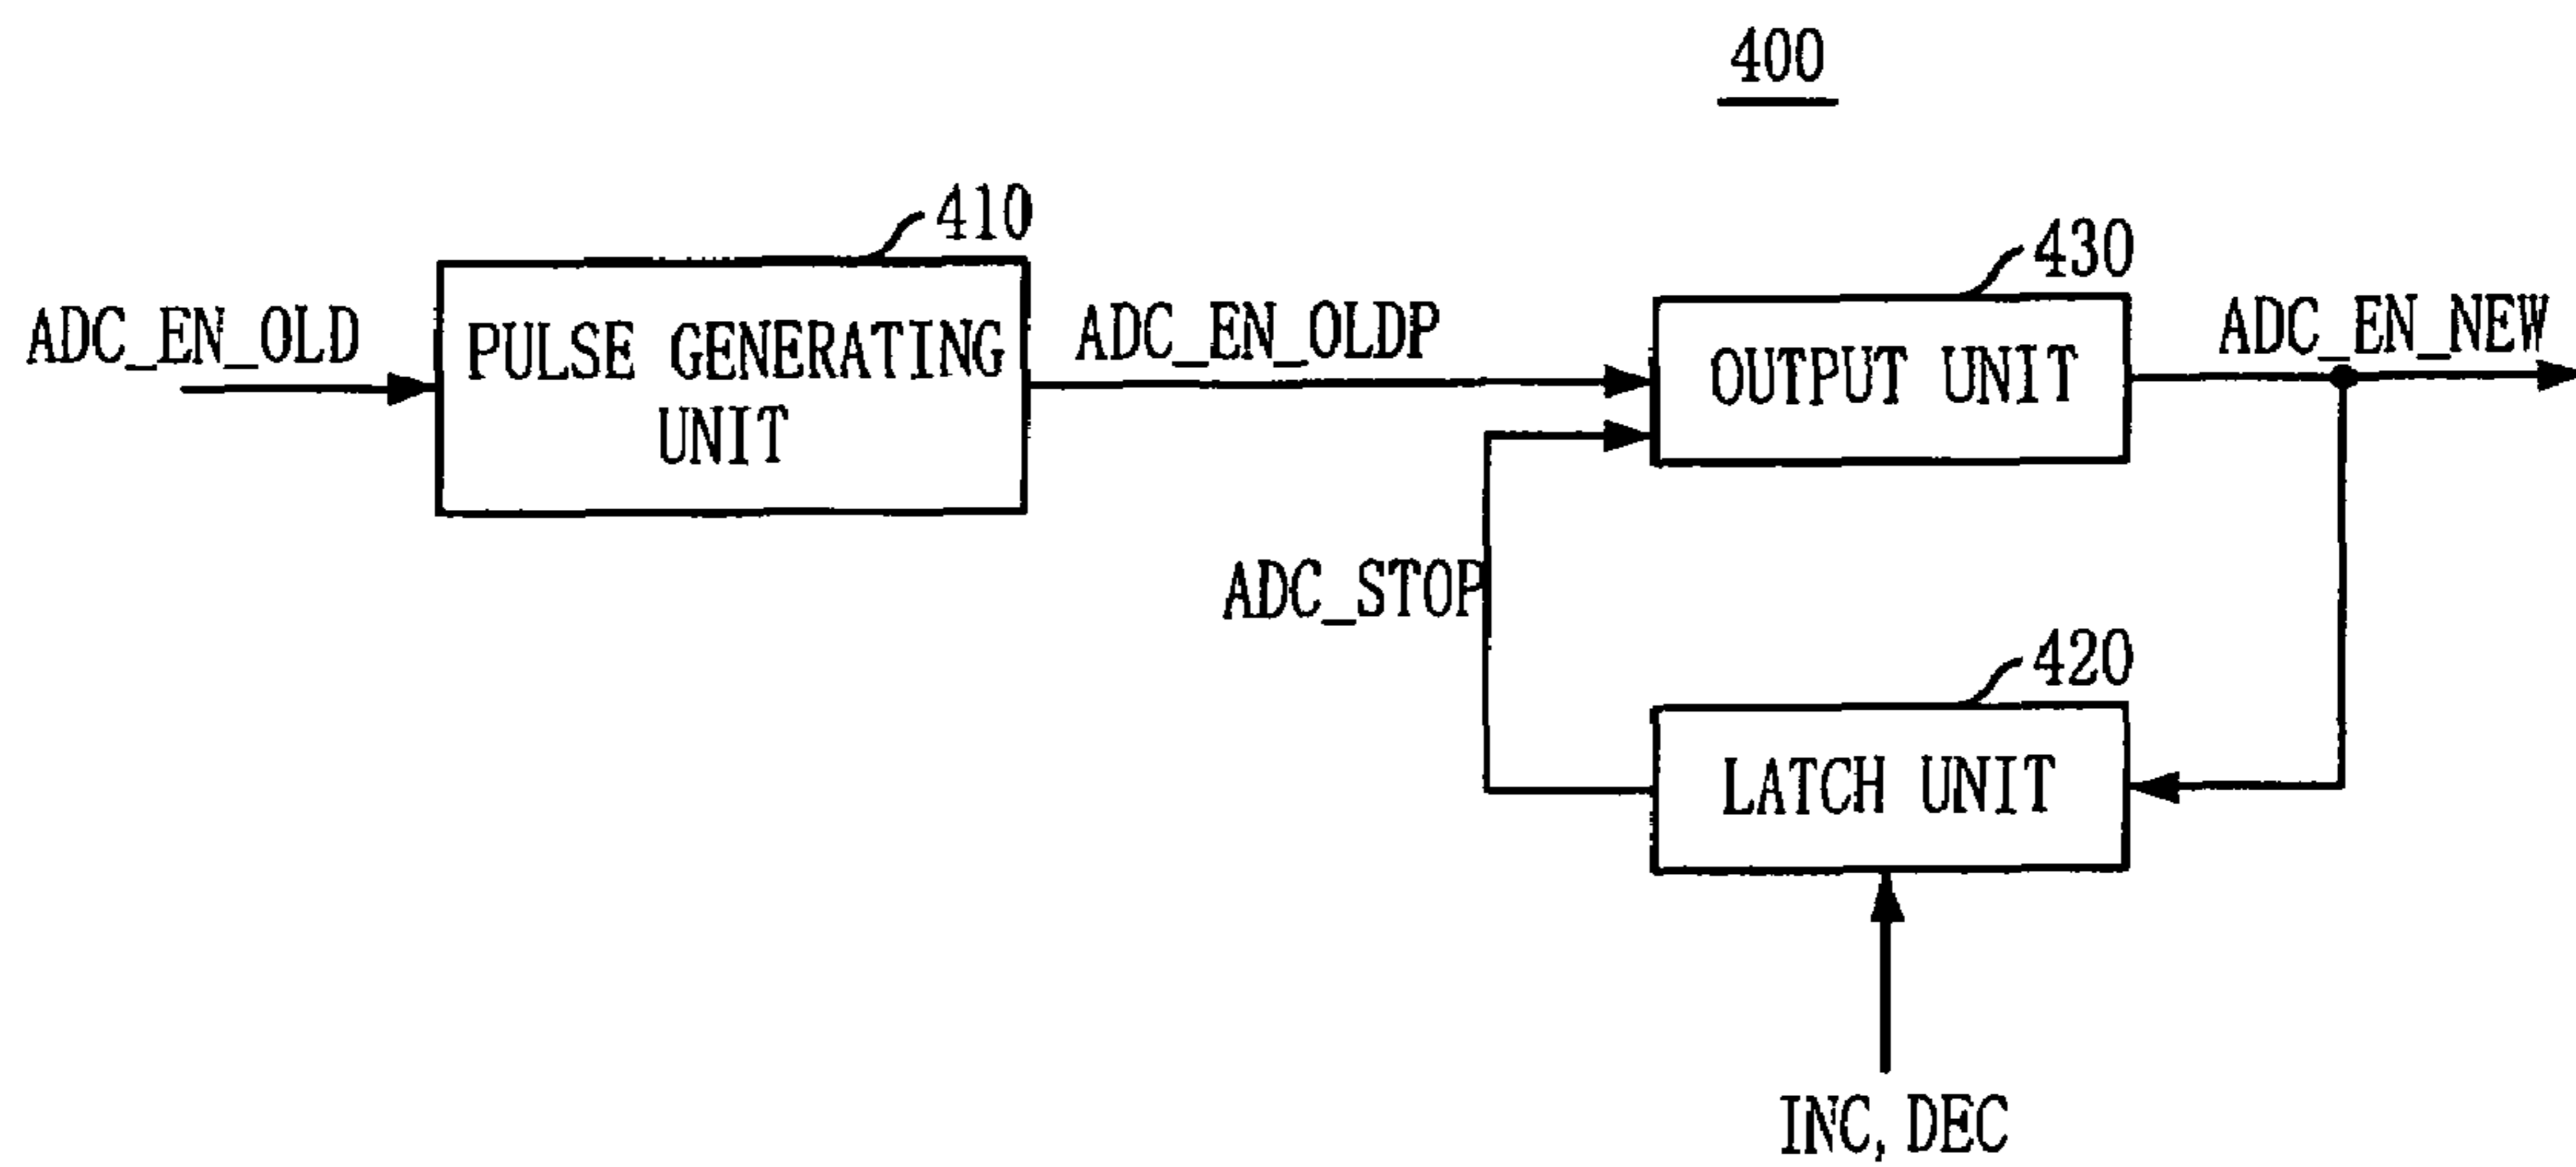 400
410
430
ADC_EN_OLD
PULSE GENERATING
UNIT
ADC_EN_OLDP
OUTPUT UNIT
ADC_EN_NEW
ADC_STOP
420
LATCH UNIT
INC, DEC